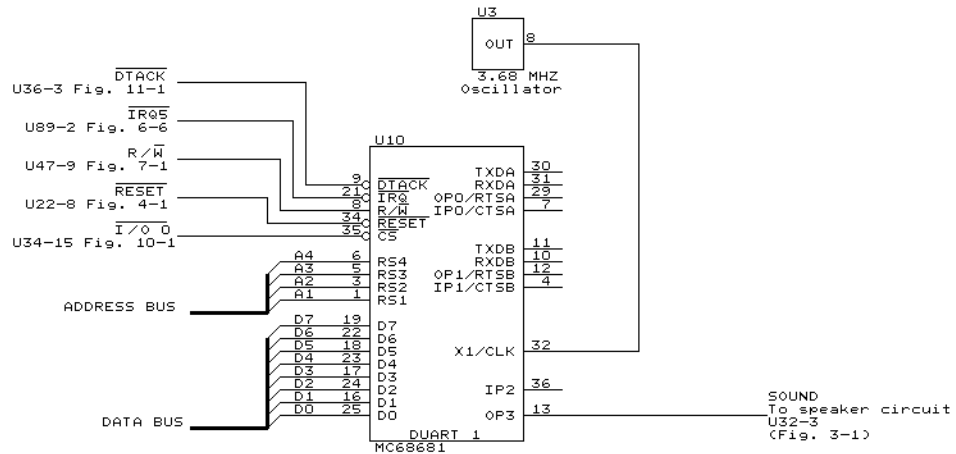 U3
OUT
8
3.68 MHZ
Oscillator
DTACK
U36-3 Fig. 11-1
IRQ5
U89-2 Fig. 6-6
R/W
U47-9 Fig. 7-1
RESET
U22-8 Fig. 4-1
I/O 0
U34-15 Fig. 10-1
U10
9 DTACK
21 IRQ
8 R/W
34 RESET
35 CS
A4 6 RS4
A3 5 RS3
A2 3 RS2
A1 1 RS1
ADDRESS BUS
D7 19 D7
D6 22 D6
D5 18 D5
D4 23 D4
D3 17 D3
D2 24 D2
D1 16 D1
D0 25 D0
DATA BUS
TXDA 30
RXDA 31
OP0/RTSA 29
IP0/CTSA 7
TXDB 11
RXDB 10
OP1/RTSB 12
IP1/CTSB 4
X1/CLK 32
IP2 36
OP3 13
DUART 1
MC68681
SOUND
To speaker circuit
U32-3
(Fig. 3-1)